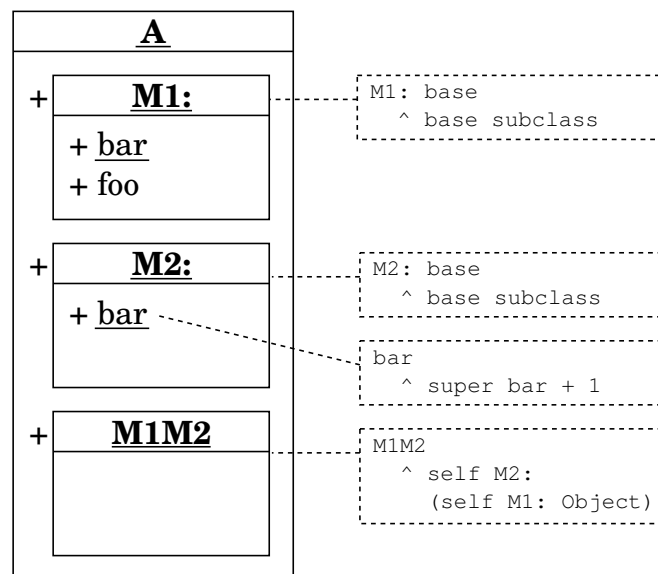 A
+ M1:
+ bar
+ foo
M1: base
^ base subclass
+ M2:
+ bar
M2: base
^ base subclass
bar
^ super bar + 1
+ M1M2
M1M2
^ self M2:
(self M1: Object)